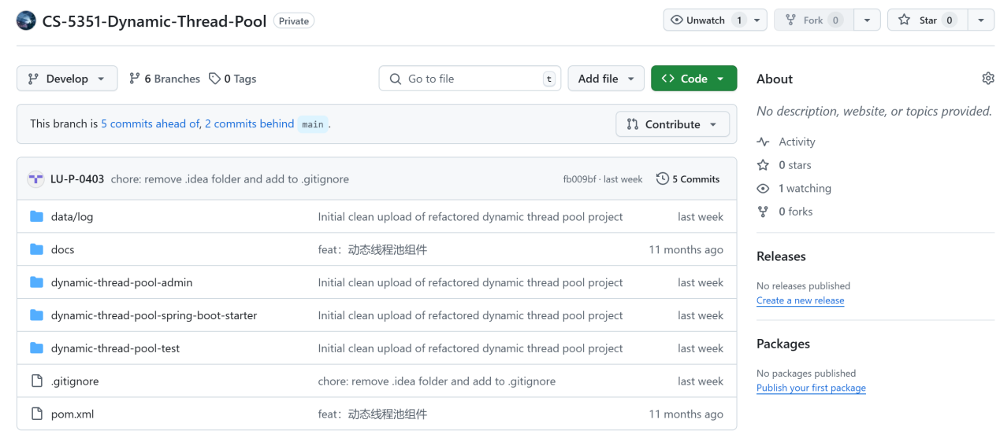 CS-5351-Dynamic-Thread-Pool Private Unwatch 1 Fork 0 Star 0
Develop 6 Branches 0 Tags Go to file t Add file Code
This branch is 5 commits ahead of, 2 commits behind main . Contribute
LU-P-0403 chore: remove .idea folder and add to .gitignore fb009bf · last week 5 Commits
data/log Initial clean upload of refactored dynamic thread pool project last week
docs feat：动态线程池组件 11 months ago
dynamic-thread-pool-admin Initial clean upload of refactored dynamic thread pool project last week
dynamic-thread-pool-spring-boot-starter Initial clean upload of refactored dynamic thread pool project last week
dynamic-thread-pool-test Initial clean upload of refactored dynamic thread pool project last week
.gitignore chore: remove .idea folder and add to .gitignore last week
pom.xml feat：动态线程池组件 11 months ago
About
No description, website, or topics provided.
Activity
0 stars
1 watching
0 forks
Releases
No releases published
Create a new release
Packages
No packages published
Publish your first package